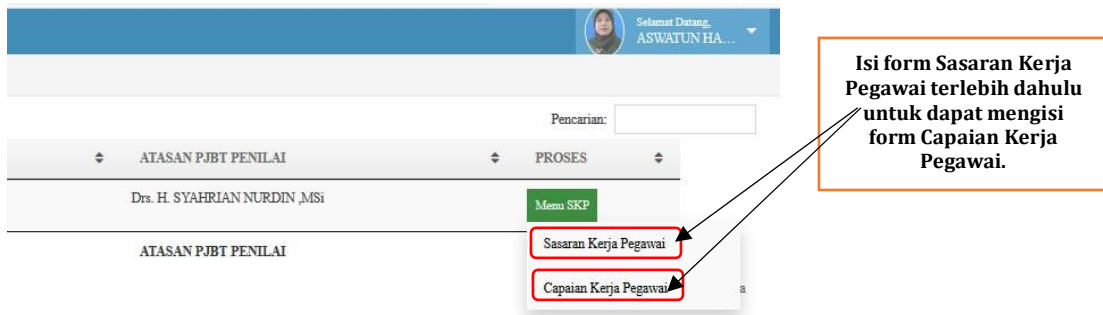 Selamat Datang,
ASWATUN HA...
Isi form Sasaran Kerja
Pegawai terlebih dahulu
untuk dapat mengisi
form Capaian Kerja
Pegawai.
Pencarian:
ATASAN PJBT PENILAI PROSES
Drs. H. SYAHRIAN NURDIN ,MSi Menu SKP
Sasaran Kerja Pegawai
ATASAN PJBT PENILAI
Capaian Kerja Pegawai
a